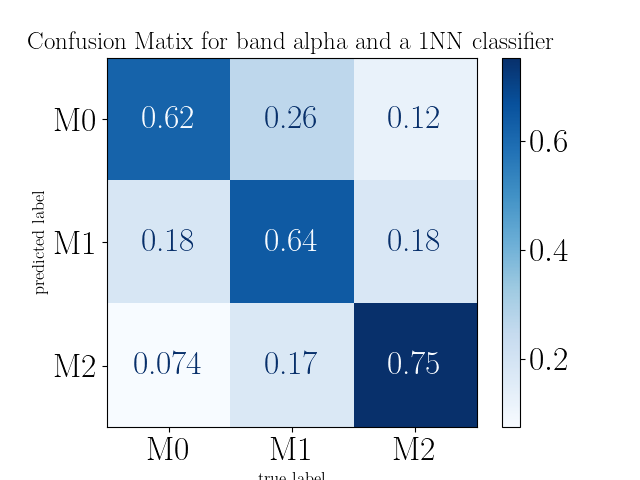 Confusion Matix for band alpha and a 1NN classifier
M0 0.62 0.26 0.12
M1 0.18 0.64 0.18
M2 0.074 0.17 0.75
M0 M1 M2
predicted label
true label
0.6
0.4
0.2